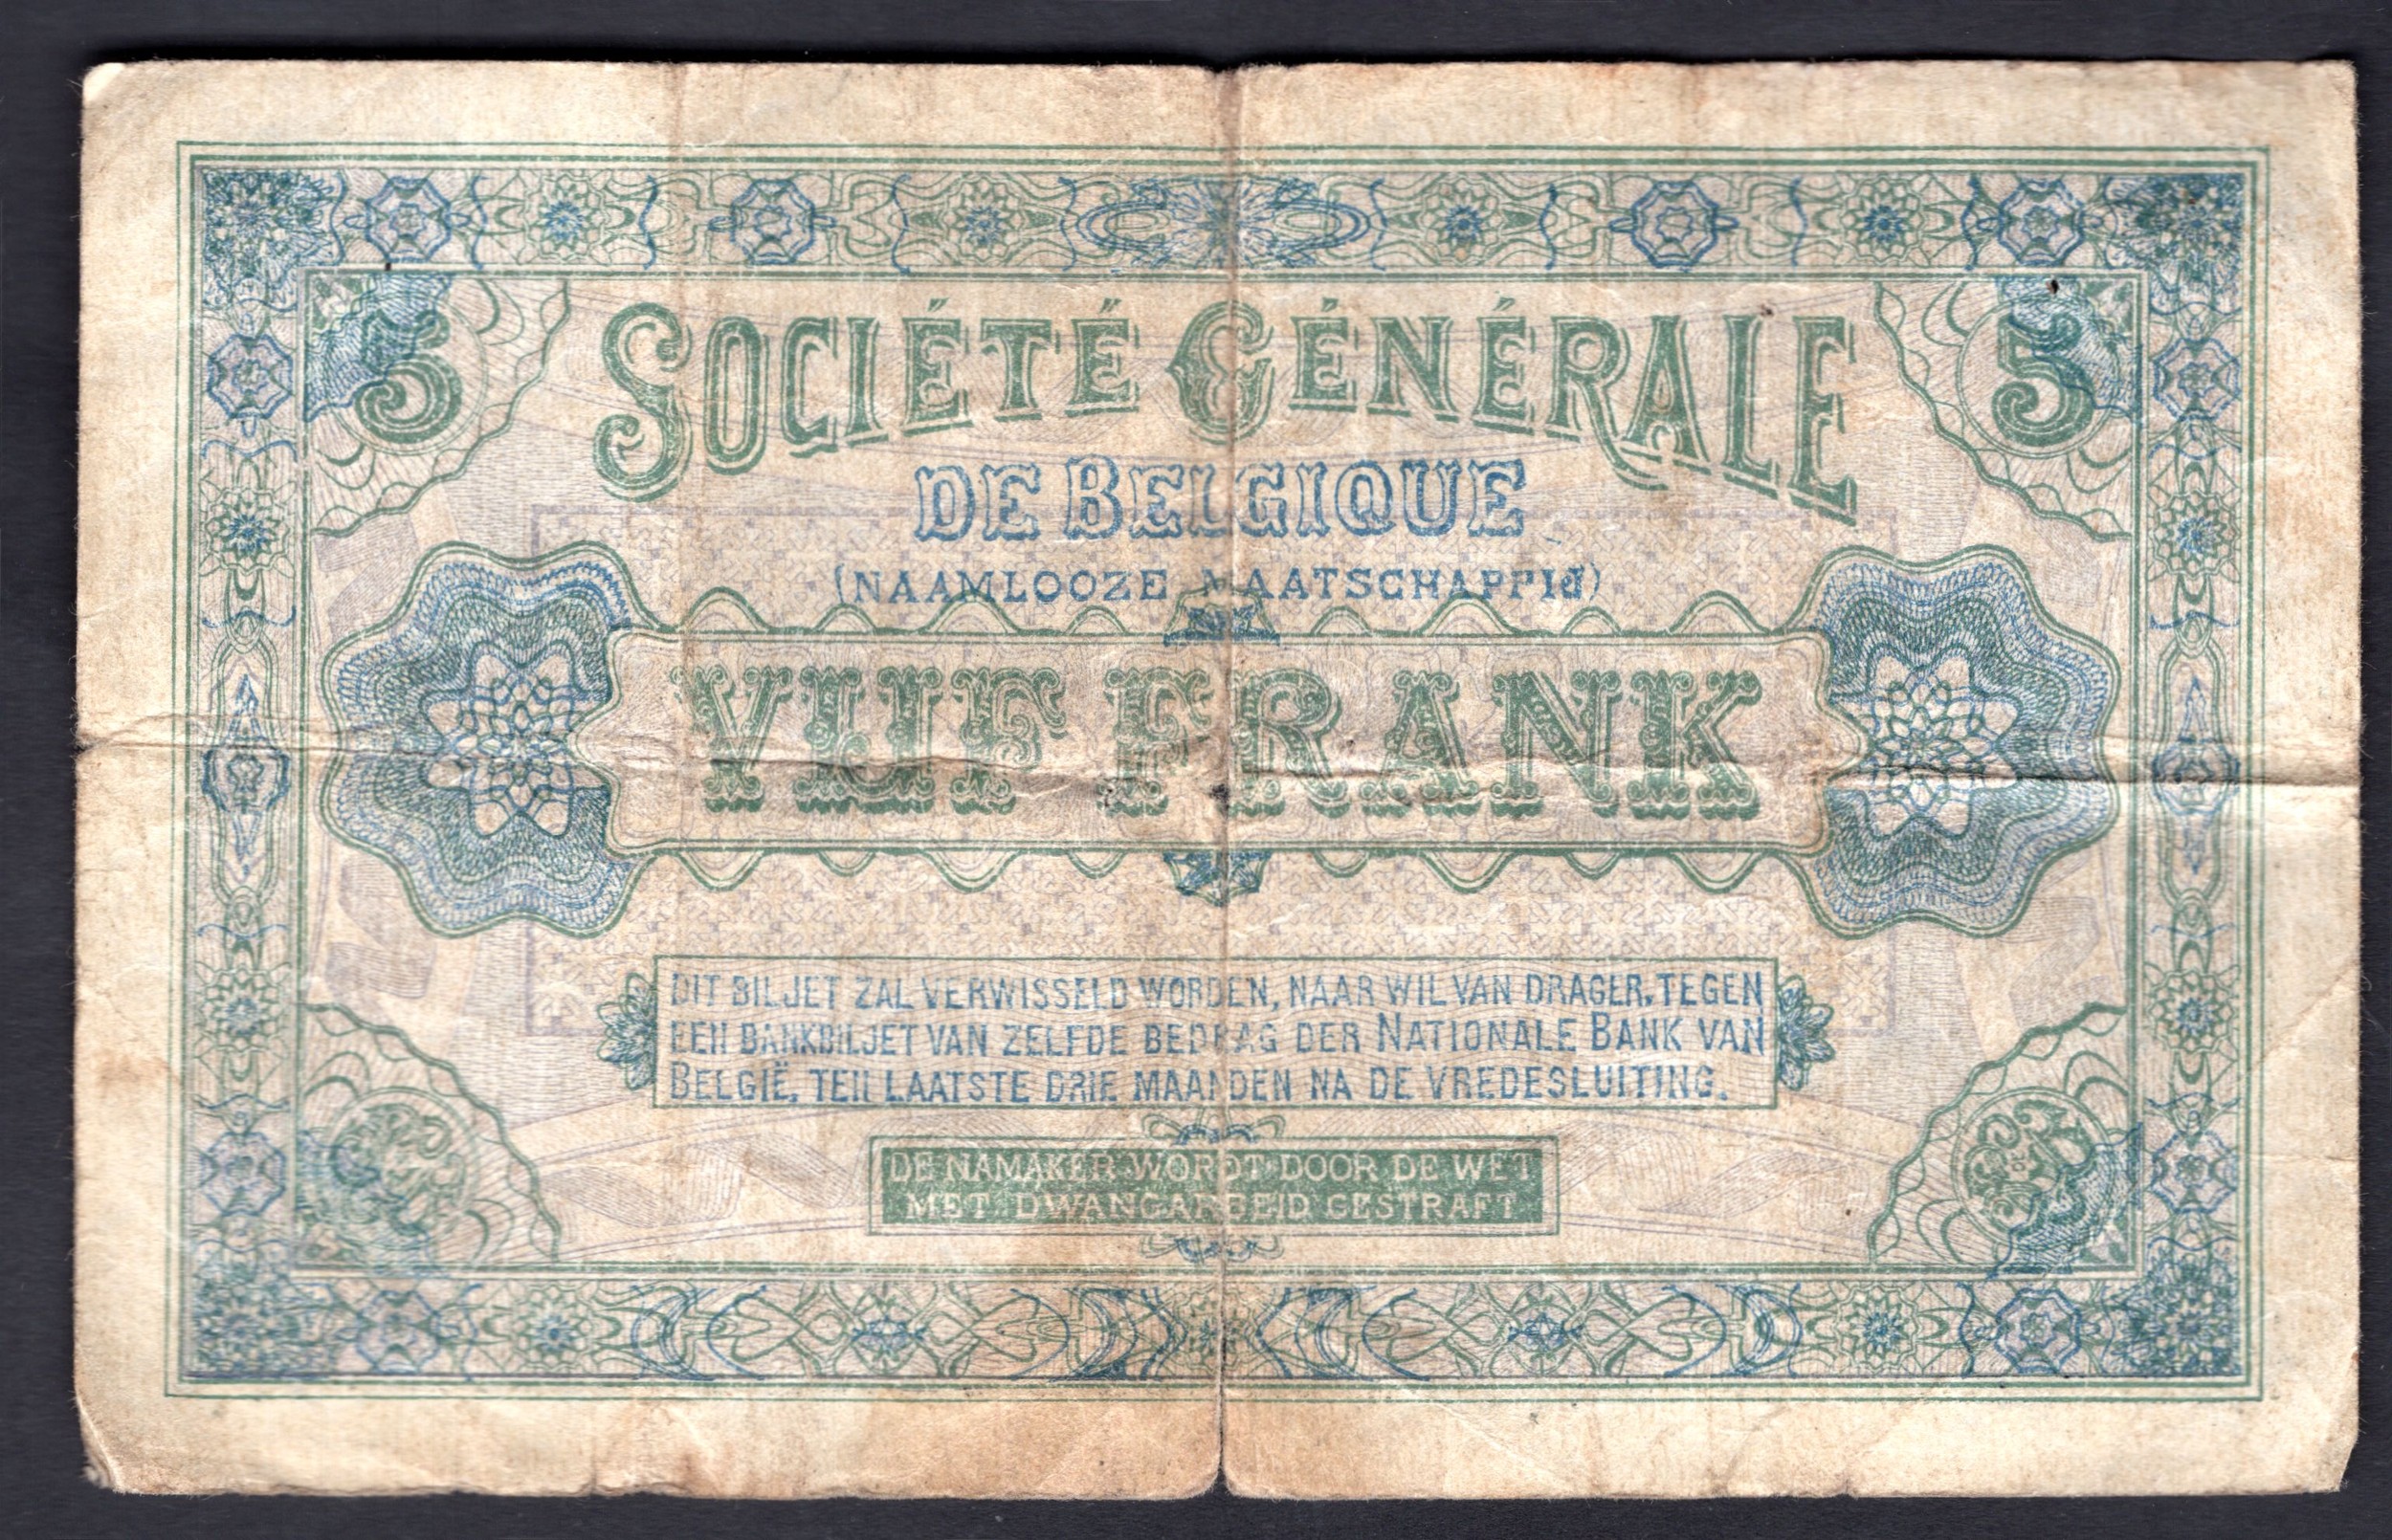 5 SOCIÉTÉ GÉNÉRALE 5
DE BELGIQUE
(NAAMLOOZE MAATSCHAPPIJ)
VIJF FRANK
DIT BILJET ZAL VERWISSELD WORDEN, NAAR WIL VAN DRAGER, TEGEN
EEN BANKBILJET VAN ZELFDE BEDRAG DER NATIONALE BANK VAN
BELGIË, TEN LAATSTE DRIE MAANDEN NA DE VREDESLUITING.
DE NAMAKER WORDT DOOR DE WET
MET DWANGARBEID GESTRAFT